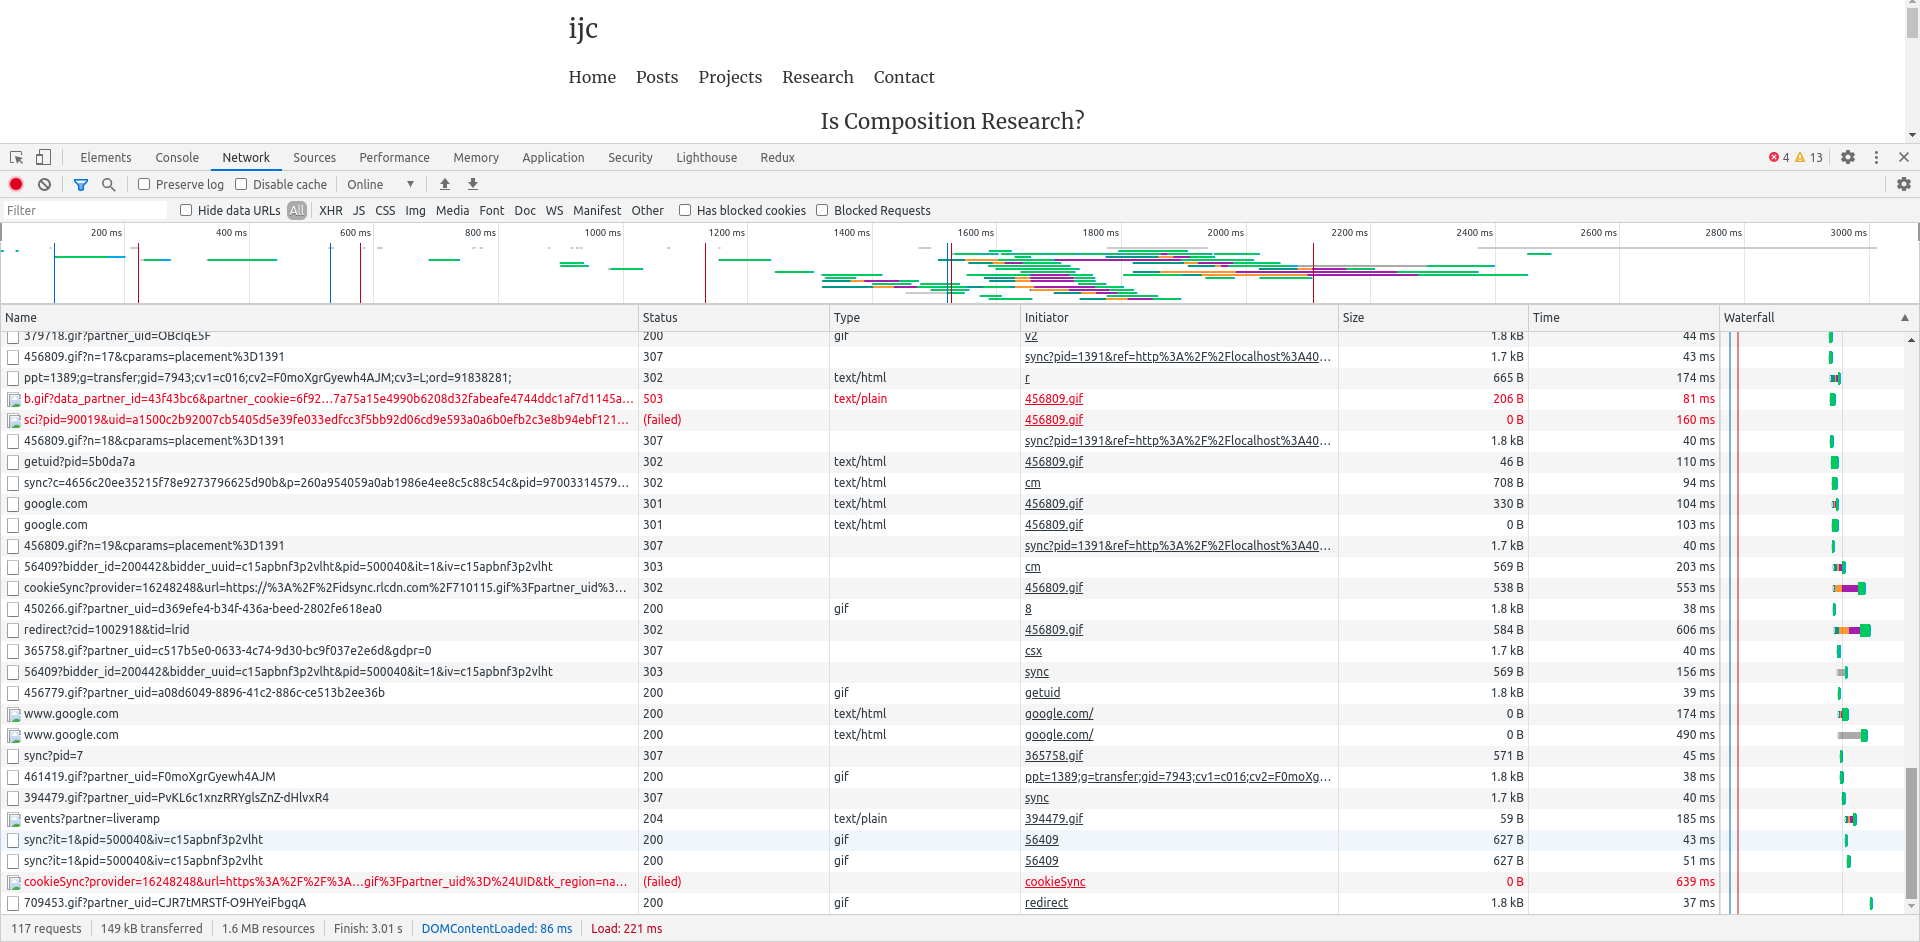 ijc
Home Posts Projects Research Contact
Is Composition Research?
Elements Console Network Sources Performance Memory Application Security Lighthouse Redux 4 13
Preserve log Disable cache Online
Filter Hide data URLs All XHR JS CSS Img Media Font Doc WS Manifest Other Has blocked cookies Blocked Requests
200 ms 400 ms 600 ms 800 ms 1000 ms 1200 ms 1400 ms 1600 ms 1800 ms 2000 ms 2200 ms 2400 ms 2600 ms 2800 ms 3000 ms
Name Status Type Initiator Size Time Waterfall
379718.gif?partner_uid=OBcIqE5F 200 gif v2 1.8 kB 44 ms
456809.gif?n=17&cparams=placement%3D1391 307 sync?pid=1391&ref=http%3A%2F%2Flocalhost%3A40... 1.7 kB 43 ms
ppt=1389;g=transfer;gid=7943;cv1=c016;cv2=F0moXgrGyewh4AJM;cv3=L;ord=91838281; 302 text/html r 665 B 174 ms
b.gif?data_partner_id=43f43bc6&partner_cookie=6f92...7a75a15e4990b6208d32fabeafe4744ddc1af7d1145a... 503 text/plain 456809.gif 206 B 81 ms
sci?pid=90019&uid=a1500c2b92007cb5405d5e39fe033edfcc3f5bb92d06cd9e593a0a6b0efb2c3e8b94ebf121... (failed) 456809.gif 0 B 160 ms
456809.gif?n=18&cparams=placement%3D1391 307 sync?pid=1391&ref=http%3A%2F%2Flocalhost%3A40... 1.8 kB 40 ms
getuid?pid=5b0da7a 302 text/html 456809.gif 46 B 110 ms
sync?c=4656c20ee35215f78e9273796625d90b&p=260a954059a0ab1986e4ee8c5c88c54c&pid=97003314579... 302 text/html cm 708 B 94 ms
google.com 301 text/html 456809.gif 330 B 104 ms
google.com 301 text/html 456809.gif 0 B 103 ms
456809.gif?n=19&cparams=placement%3D1391 307 sync?pid=1391&ref=http%3A%2F%2Flocalhost%3A40... 1.7 kB 40 ms
56409?bidder_id=200442&bidder_uuid=c15apbnf3p2vlht&pid=500040&it=1&iv=c15apbnf3p2vlht 303 cm 569 B 203 ms
cookieSync?provider=16248248&url=https://%3A%2F%2Fidsync.rlcdn.com%2F710115.gif%3Fpartner_uid%3... 302 456809.gif 538 B 553 ms
450266.gif?partner_uid=d369efe4-b34f-436a-beed-2802fe618ea0 200 gif 8 1.8 kB 38 ms
redirect?cid=1002918&tid=lrid 302 456809.gif 584 B 606 ms
365758.gif?partner_uid=c517b5e0-0633-4c74-9d30-bc9f037e2e6d&gdpr=0 307 csx 1.7 kB 40 ms
56409?bidder_id=200442&bidder_uuid=c15apbnf3p2vlht&pid=500040&it=1&iv=c15apbnf3p2vlht 303 sync 569 B 156 ms
456779.gif?partner_uid=a08d6049-8896-41c2-886c-ce513b2ee36b 200 gif getuid 1.8 kB 39 ms
www.google.com 200 text/html google.com/ 0 B 174 ms
www.google.com 200 text/html google.com/ 0 B 490 ms
sync?pid=7 307 365758.gif 571 B 45 ms
461419.gif?partner_uid=F0moXgrGyewh4AJM 200 gif ppt=1389;g=transfer;gid=7943;cv1=c016;cv2=F0moXg... 1.8 kB 38 ms
394479.gif?partner_uid=PvKL6c1xnzRRYglsZnZ-dHlvxR4 307 sync 1.7 kB 40 ms
events?partner=liveramp 204 text/plain 394479.gif 59 B 185 ms
sync?it=1&pid=500040&iv=c15apbnf3p2vlht 200 gif 56409 627 B 43 ms
sync?it=1&pid=500040&iv=c15apbnf3p2vlht 200 gif 56409 627 B 51 ms
cookieSync?provider=16248248&url=https%3A%2F%2F%3A...gif%3Fpartner_uid%3D%24UID&tk_region=na... (failed) cookieSync 0 B 639 ms
709453.gif?partner_uid=CJR7tMRSTf-O9HYeiFbgqA 200 gif redirect 1.8 kB 37 ms
117 requests 149 kB transferred 1.6 MB resources Finish: 3.01 s DOMContentLoaded: 86 ms Load: 221 ms